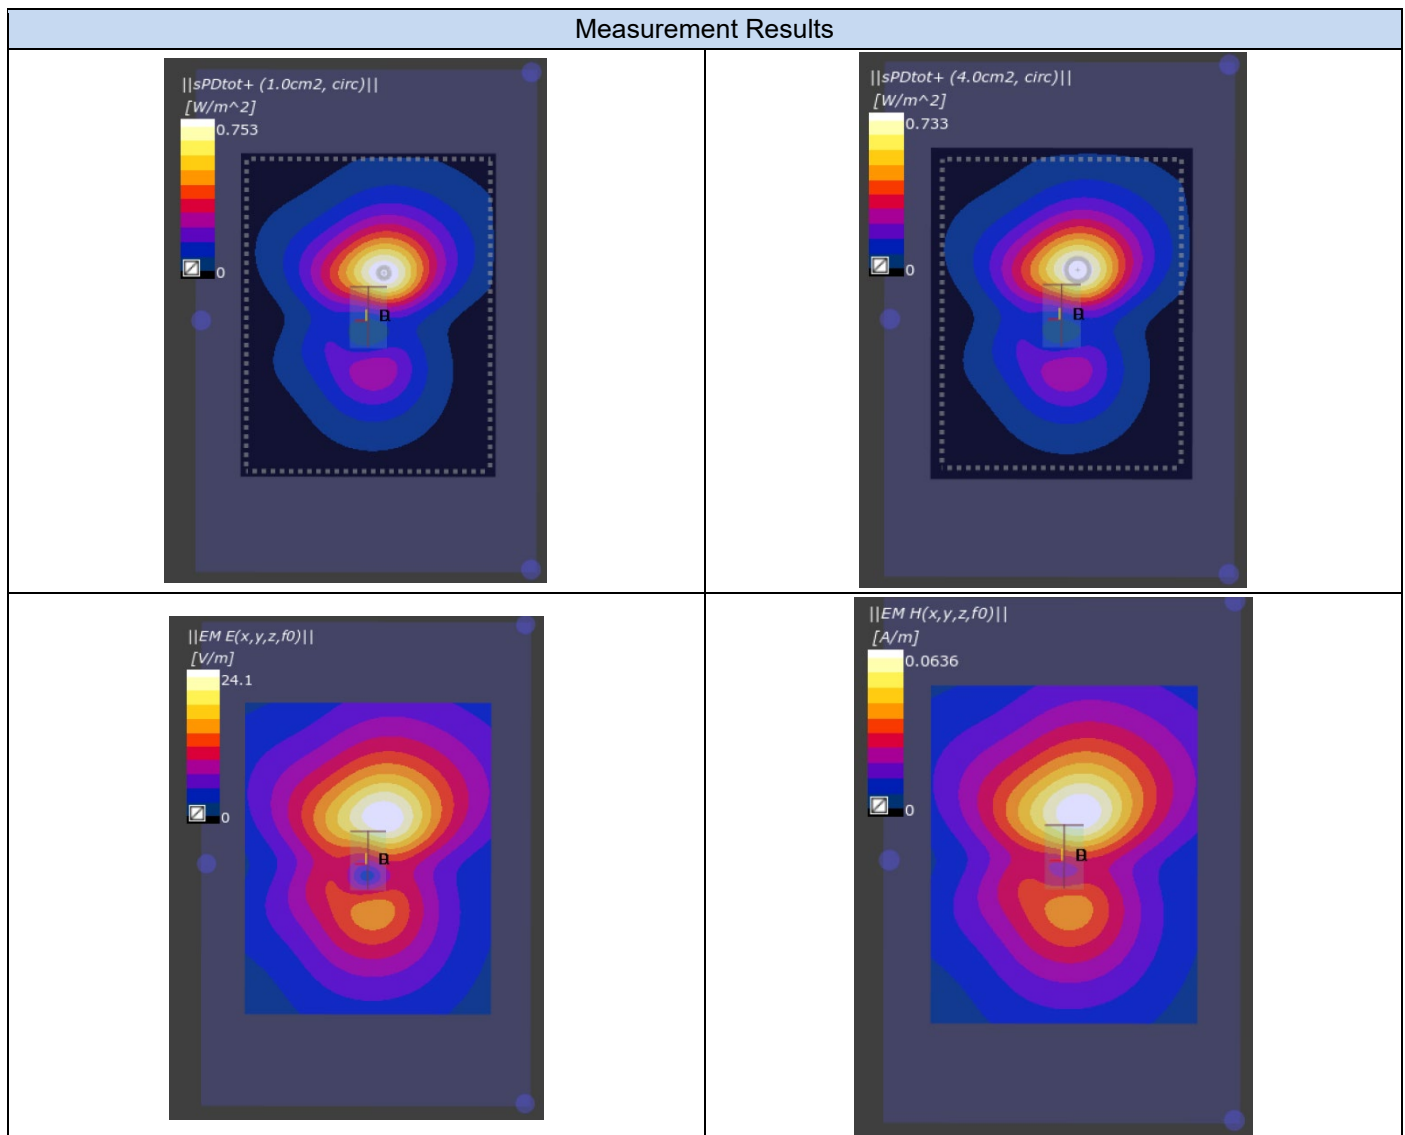 Measurement Results
||sPDtot+ (1.0cm2, circ)||
[W/m^2]
0.753
0
B
||sPDtot+ (4.0cm2, circ)||
[W/m^2]
0.733
0
B
||EM E(x,y,z,f0)||
[V/m]
24.1
0
B
||EM H(x,y,z,f0)||
[A/m]
0.0636
0
B